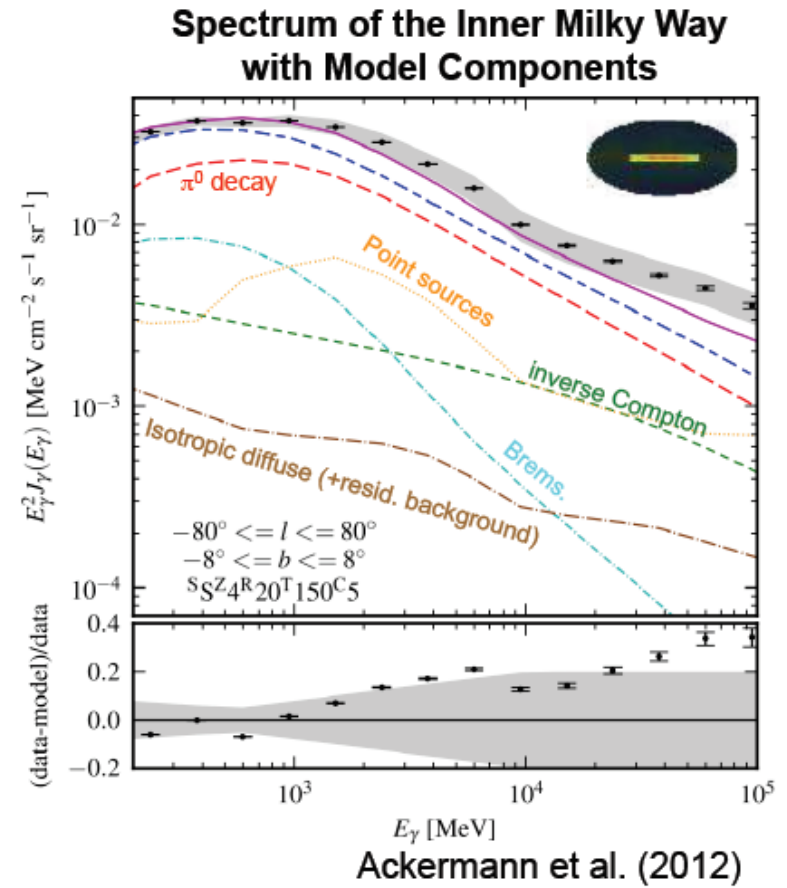 Spectrum of the Inner Milky Way
with Model Components
π⁰ decay
Point sources
inverse Compton
Isotropic diffuse (+resid. background)
Brems.
−80° <= l <= 80°
−8° <= b <= 8°
ˢSᶻ4ᴿ20ᵀ150ᶜ5
E²γJγ(Eγ) [MeV cm⁻² s⁻¹ sr⁻¹]
10⁻²
10⁻³
10⁻⁴
(data-model)/data
0.4
0.2
0.0
−0.2
10³ 10⁴ 10⁵
Eγ [MeV]
Ackermann et al. (2012)